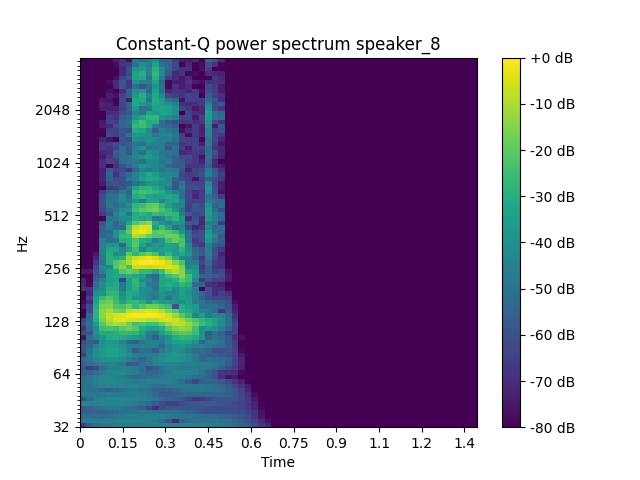 Constant-Q power spectrum speaker_8
Hz
2048
1024
512
256
128
64
32
0 0.15 0.3 0.45 0.6 0.75 0.9 1.1 1.2 1.4
Time
+0 dB
-10 dB
-20 dB
-30 dB
-40 dB
-50 dB
-60 dB
-70 dB
-80 dB